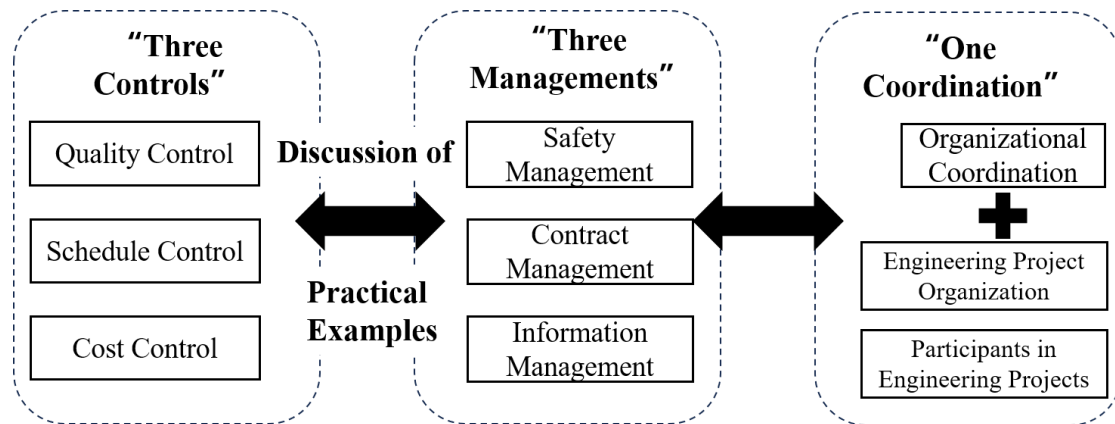 “Three
Controls”
Quality Control
Schedule Control
Cost Control
Discussion of
Practical
Examples
“Three
Managements”
Safety
Management
Contract
Management
Information
Management
“One
Coordination”
Organizational
Coordination
Engineering Project
Organization
Participants in
Engineering Projects